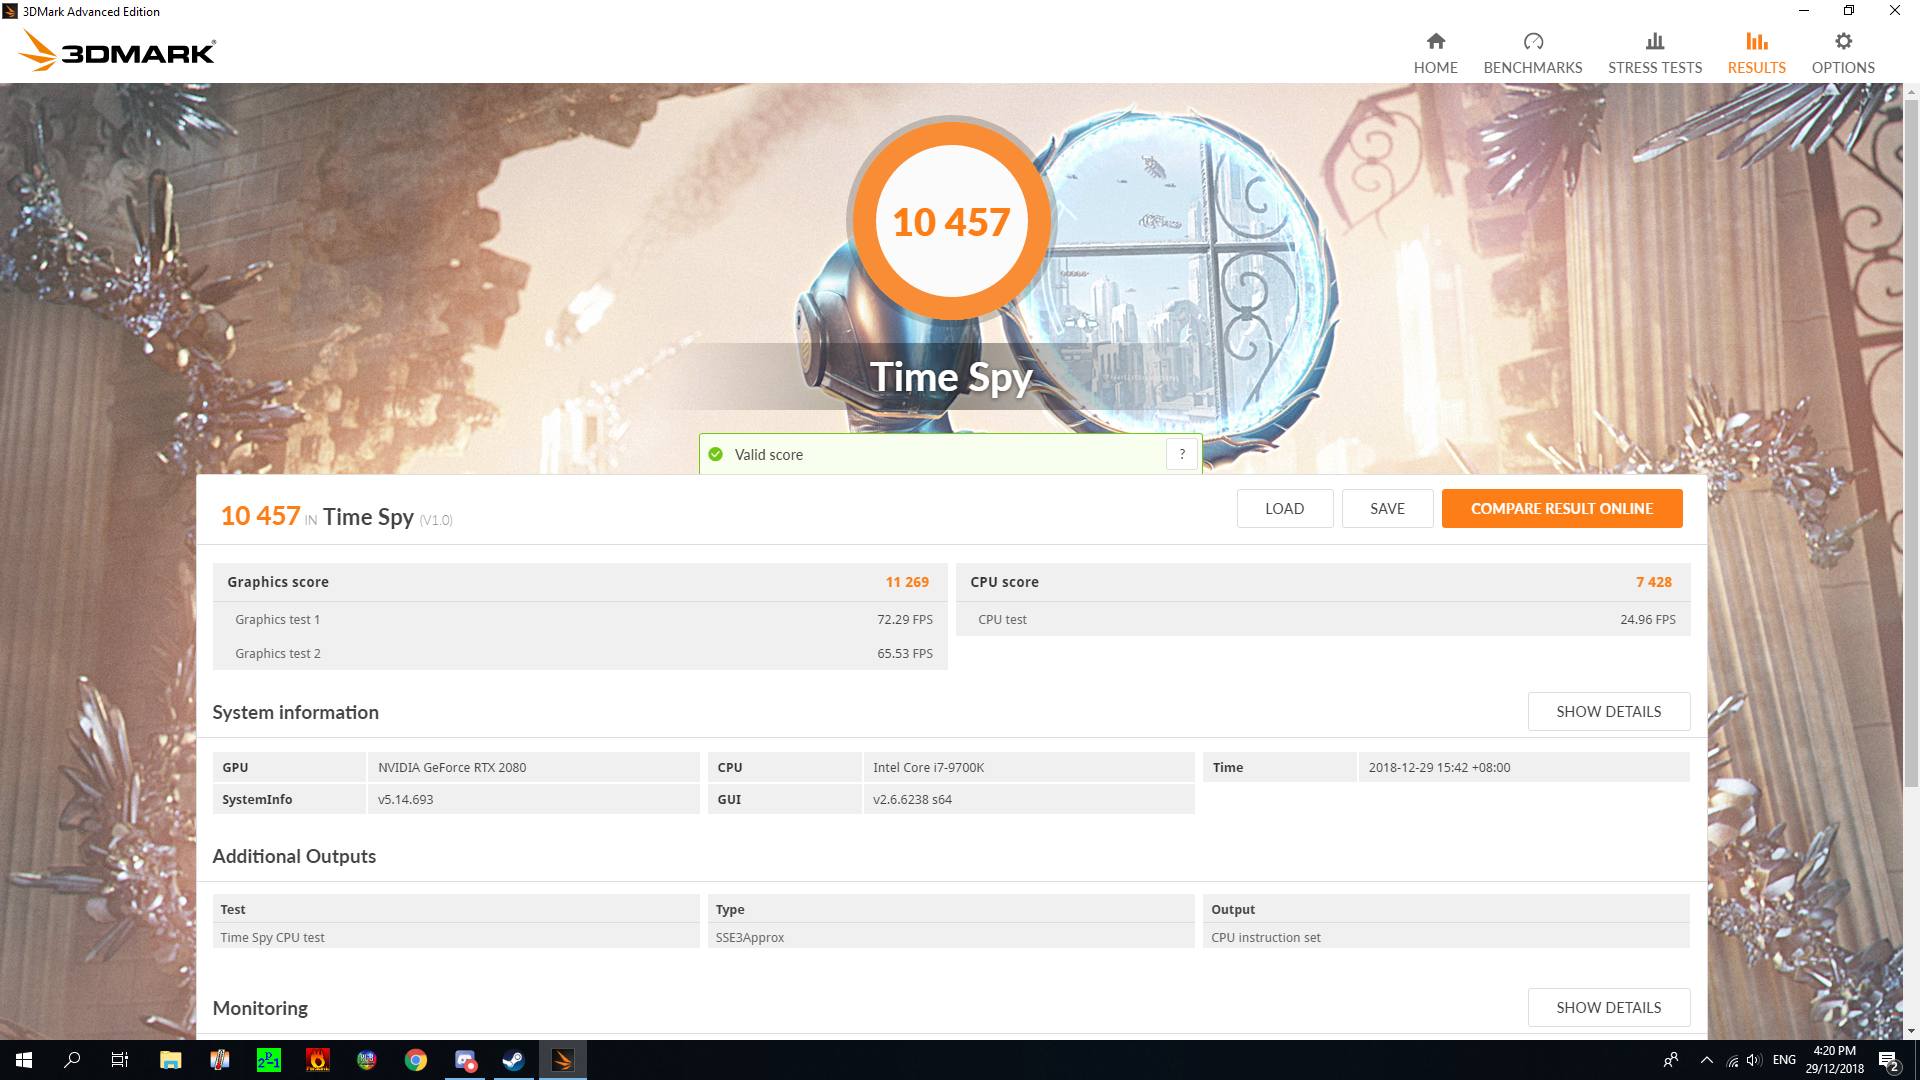 3DMark Advanced Edition
3DMARK®
HOME
BENCHMARKS
STRESS TESTS
RESULTS
OPTIONS
10 457
Time Spy
Valid score
?
10 457 IN Time Spy (V1.0)
LOAD
SAVE
COMPARE RESULT ONLINE
Graphics score 11 269
Graphics test 1 72.29 FPS
Graphics test 2 65.53 FPS
CPU score 7 428
CPU test 24.96 FPS
System information
SHOW DETAILS
GPU NVIDIA GeForce RTX 2080
CPU Intel Core i7-9700K
Time 2018-12-29 15:42 +08:00
SystemInfo v5.14.693
GUI v2.6.6238 s64
Additional Outputs
Test Type Output
Time Spy CPU test SSE3Approx CPU instruction set
Monitoring
SHOW DETAILS
ENG
4:20 PM
29/12/2018
2